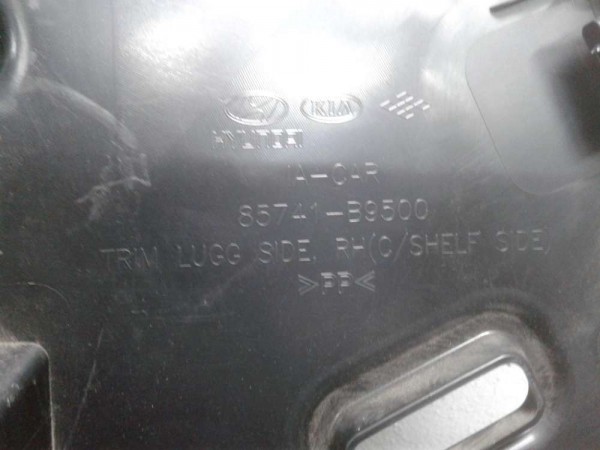 KIA
HYUNDAI
IA-CAR
85741-B9500
TRIM LUGG SIDE, RH(C/SHELF SIDE)
>PP<